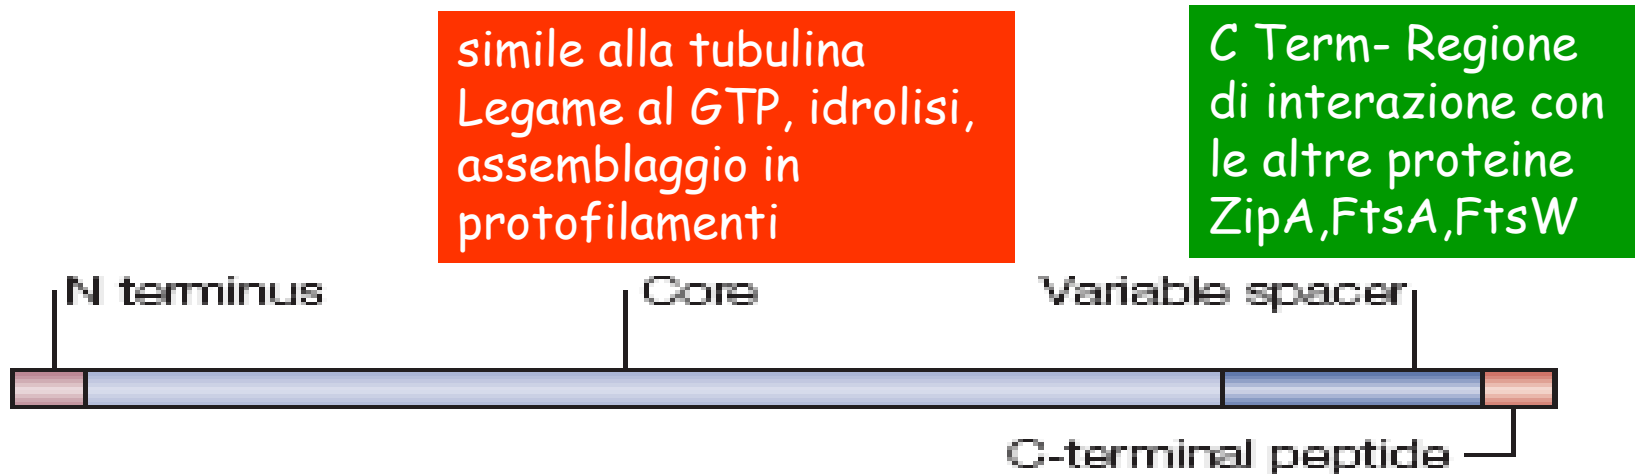 simile alla tubulina
Legame al GTP, idrolisi,
assemblaggio in
protofilamenti
C Term- Regione
di interazione con
le altre proteine
ZipA,FtsA,FtsW
N terminus
Core
Variable spacer
C-terminal peptide